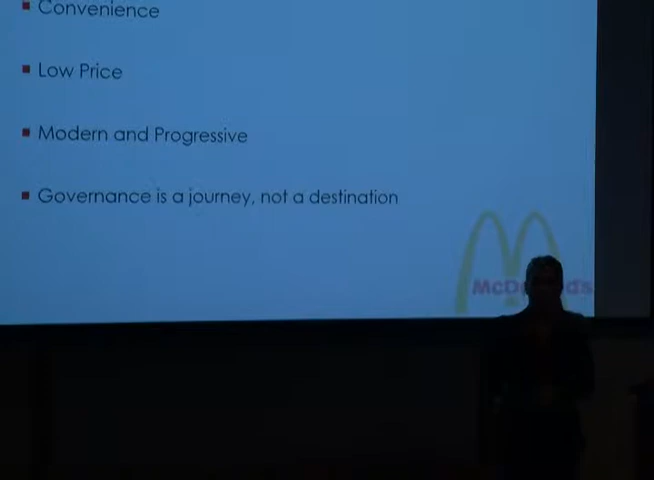 Convenience
Low Price
Modern and Progressive
Governance is a journey, not a destination